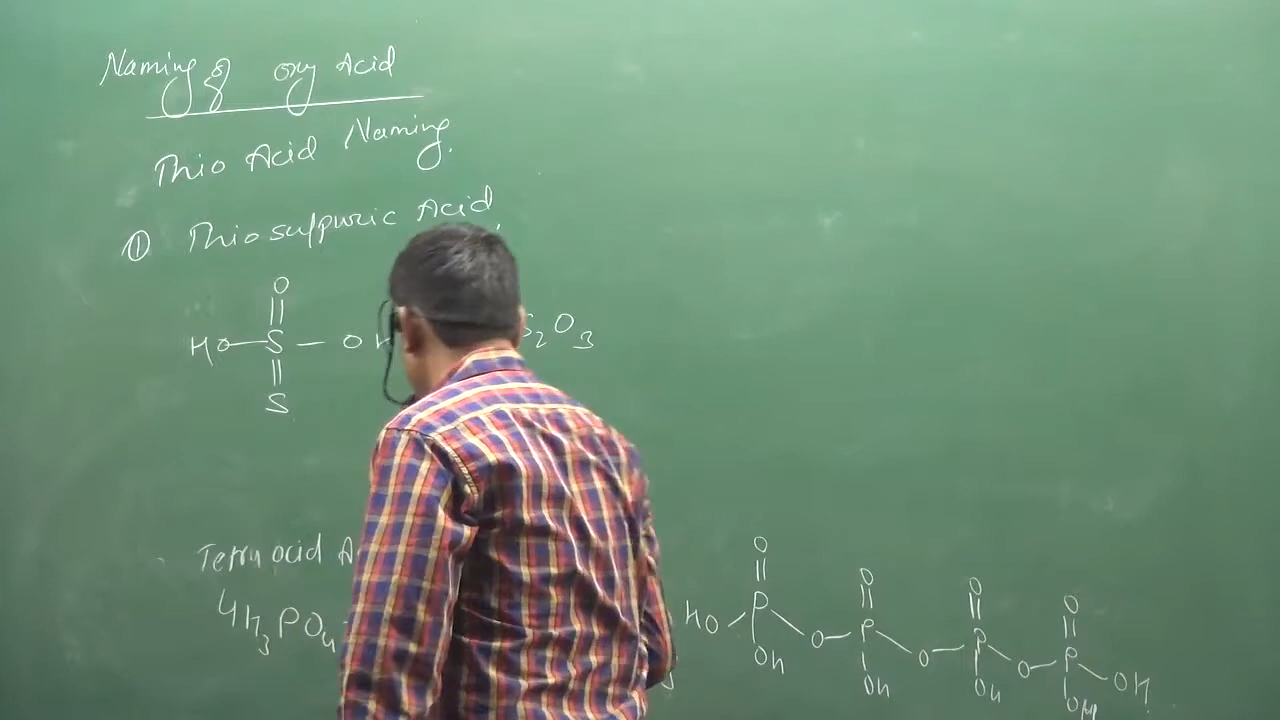 Naming of oxy Acid
Thio Acid Naming.
① Thiosulpuric Acid,
O
||
HO—S—OH
||
S
S2O3
Tetra acid A
4H3PO4
O O O O
|| || || ||
HO P O P O P O P OH
OH OH OH OH